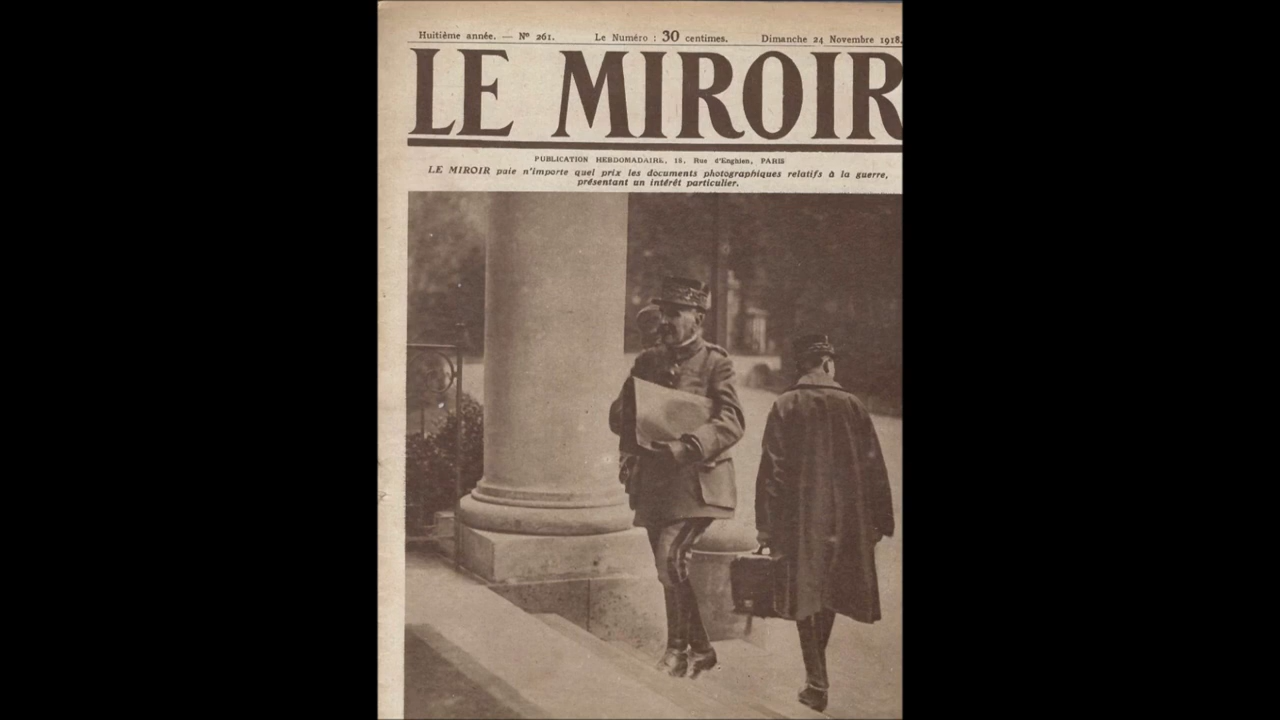 Huitième année. — Nº 261. Le Numéro : 30 centimes. Dimanche 24 Novembre 1918.
LE MIROIR
PUBLICATION HEBDOMADAIRE, 18, Rue d'Enghien, PARIS
LE MIROIR paie n'importe quel prix les documents photographiques relatifs à la guerre,
présentant un intérêt particulier.